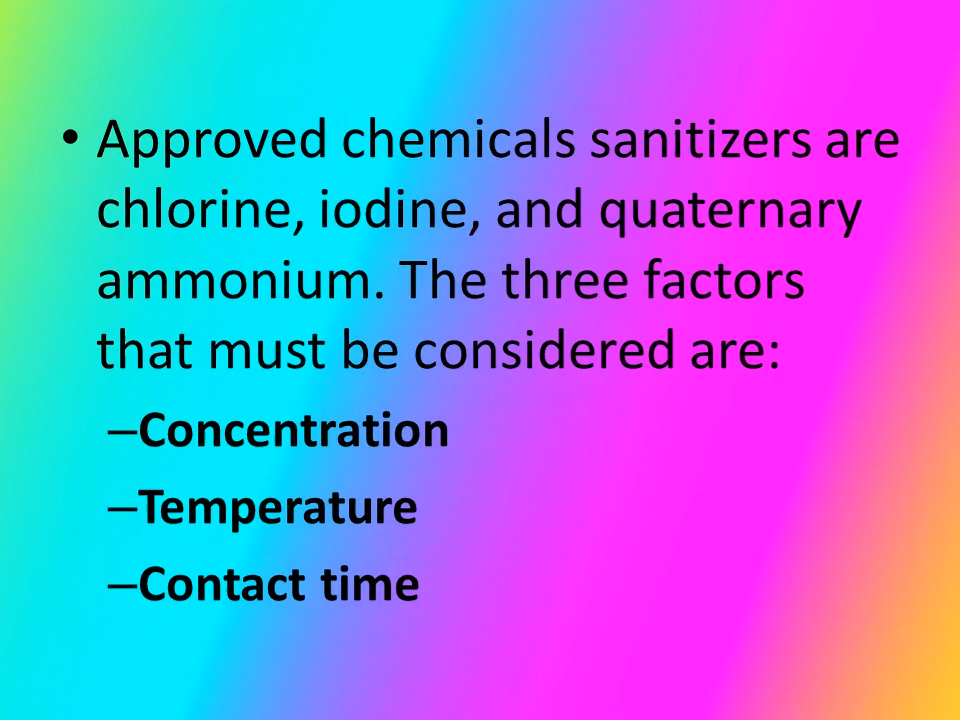 • Approved chemicals sanitizers are
chlorine, iodine, and quaternary
ammonium. The three factors
that must be considered are:
–Concentration
–Temperature
–Contact time